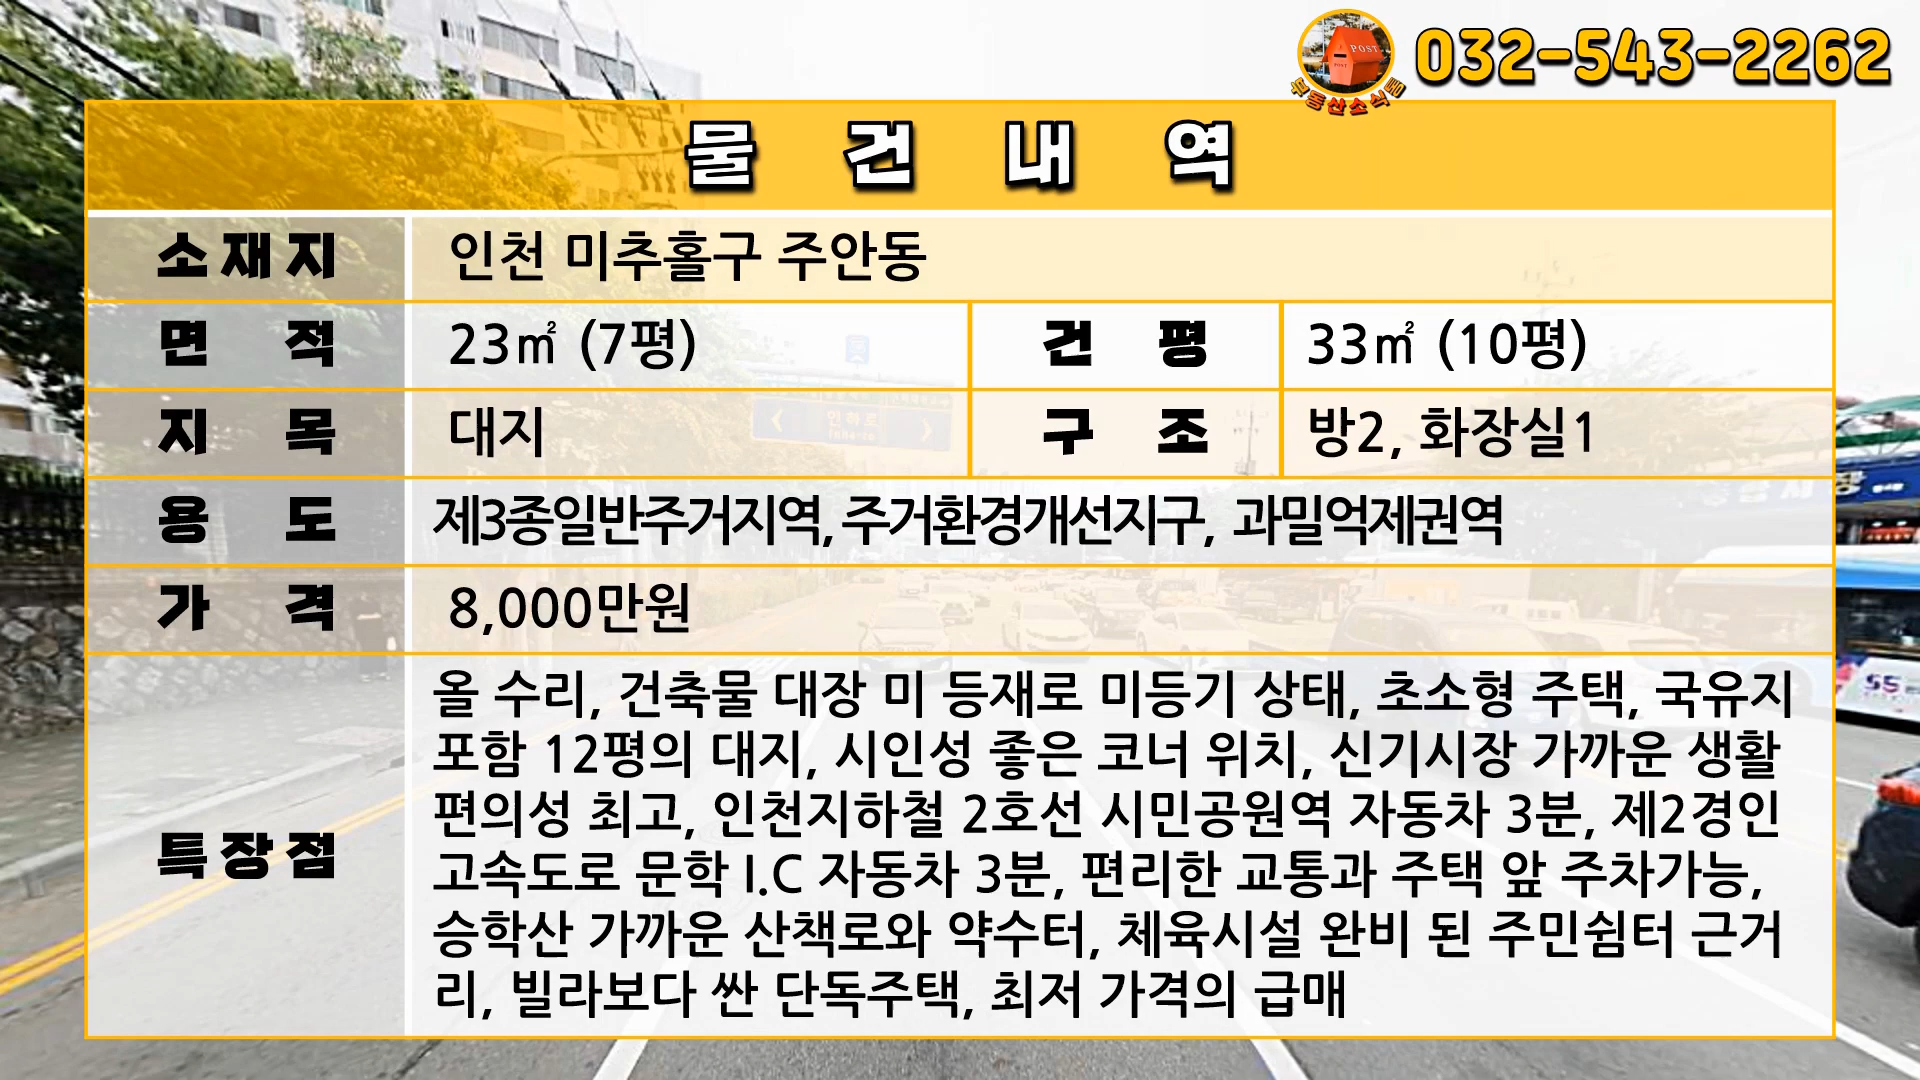 032-543-2262
POST
POST
부동산소식통
물건내역
소재지 인천 미추홀구 주안동
면적 23㎡ (7평) 건평 33㎡ (10평)
지목 대지 구조 방2, 화장실1
용도 제3종일반주거지역, 주거환경개선지구, 과밀억제권역
가격 8,000만원
특장점
올 수리, 건축물 대장 미 등재로 미등기 상태, 초소형 주택, 국유지
포함 12평의 대지, 시인성 좋은 코너 위치, 신기시장 가까운 생활
편의성 최고, 인천지하철 2호선 시민공원역 자동차 3분, 제2경인
고속도로 문학 I.C 자동차 3분, 편리한 교통과 주택 앞 주차가능,
승학산 가까운 산책로와 약수터, 체육시설 완비 된 주민쉼터 근거
리, 빌라보다 싼 단독주택, 최저 가격의 급매
인하로